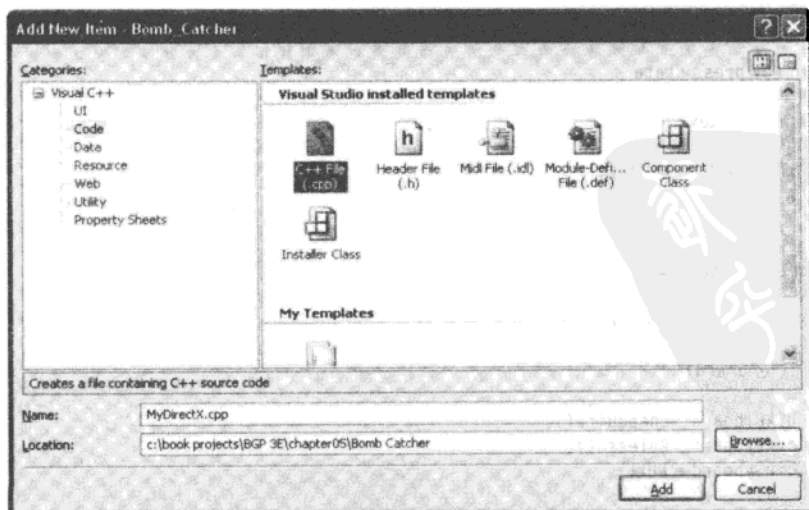 Add New Item - Bomb_Catcher
Categories:
Templates:
Visual C++
UI
Code
Data
Resource
Web
Utility
Property Sheets
Visual Studio installed templates
C++ File (.cpp)
Header File (.h)
Midl File (.idl)
Module-Defi... File (.def)
Component Class
Installer Class
My Templates
Creates a file containing C++ source code
Name:
MyDirectX.cpp
Location:
c:\book projects\BGP 3E\chapter05\Bomb Catcher
Browse...
Add
Cancel